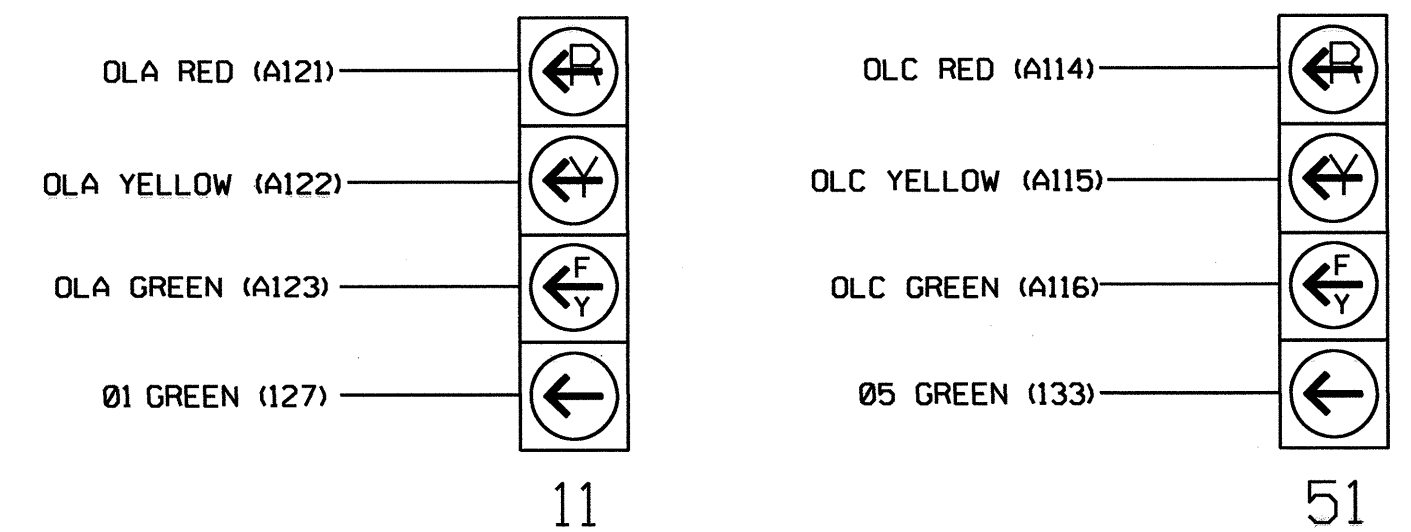 OLA RED (A121)
R
OLA YELLOW (A122)
Y
OLA GREEN (A123)
F
Y
Ø1 GREEN (127)
11
OLC RED (A114)
R
OLC YELLOW (A115)
Y
OLC GREEN (A116)
F
Y
Ø5 GREEN (133)
51